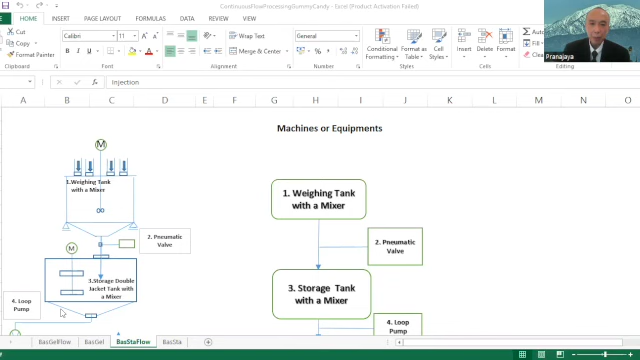 ContinuousFlowProcessingGummyCandy - Excel (Product Activation Failed)
FILE HOME INSERT PAGE LAYOUT FORMULAS DATA REVIEW VIEW
Cut
Copy
Format Painter
Clipboard
Calibri 11
B I U
Font
Wrap Text
Merge & Center
Alignment
General
Number
Conditional Formatting
Format as Table
Cell Styles
Styles
Insert Delete Format
Cells
AutoSum
Fill
Clear
Editing
Pranajaya
Injection
A B C D E F G H I J K L M N O
Machines or Equipments
M
1.Weighing Tank
with a Mixer
M
2. Pneumatic
Valve
3.Storage Double
Jacket Tank with
a Mixer
4. Loop
Pump
1. Weighing Tank
with a Mixer
2. Pneumatic
Valve
3. Storage Tank
with a Mixer
4. Loop
Pump
BasGelFlow BasGel BasStaFlow BasSta